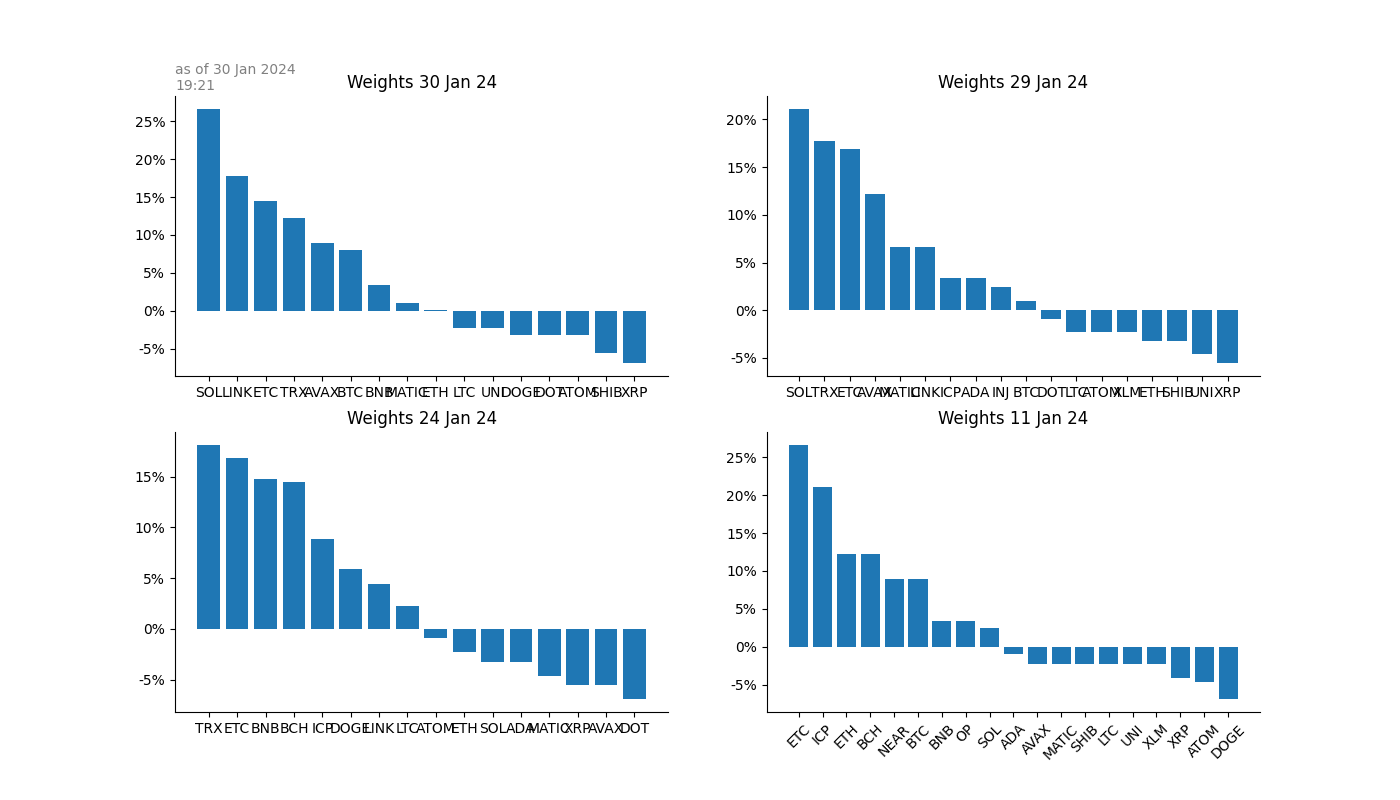 as of 30 Jan 2024
19:21
Weights 30 Jan 24
25%
20%
15%
10%
5%
0%
-5%
SOL LINK ETC TRX AVAX BTC BNB MATIC ETH LTC UNI DOGE DOT ATOM SHIB XRP
Weights 29 Jan 24
20%
15%
10%
5%
0%
-5%
SOL TRX ETC AVAX MATIC LINK ICP ADA INJ BTC DOT LTC ATOM XLM ETH SHIB UNI XRP
Weights 24 Jan 24
15%
10%
5%
0%
-5%
TRX ETC BNB BCH ICP DOGE LINK LTC ATOM ETH SOL ADA MATIC XRP AVAX DOT
Weights 11 Jan 24
25%
20%
15%
10%
5%
0%
-5%
ETC ICP ETH BCH NEAR BTC BNB OP SOL ADA AVAX MATIC SHIB LTC UNI XLM XRP ATOM DOGE